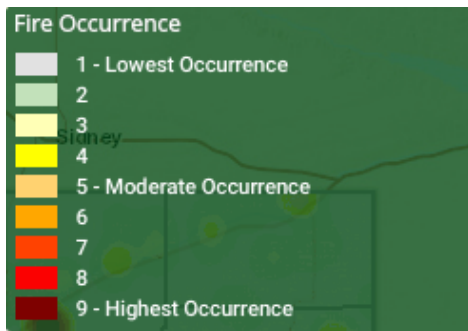 Fire Occurrence
1 - Lowest Occurrence
2
3
Sidney
4
5 - Moderate Occurrence
6
7
8
9 - Highest Occurrence